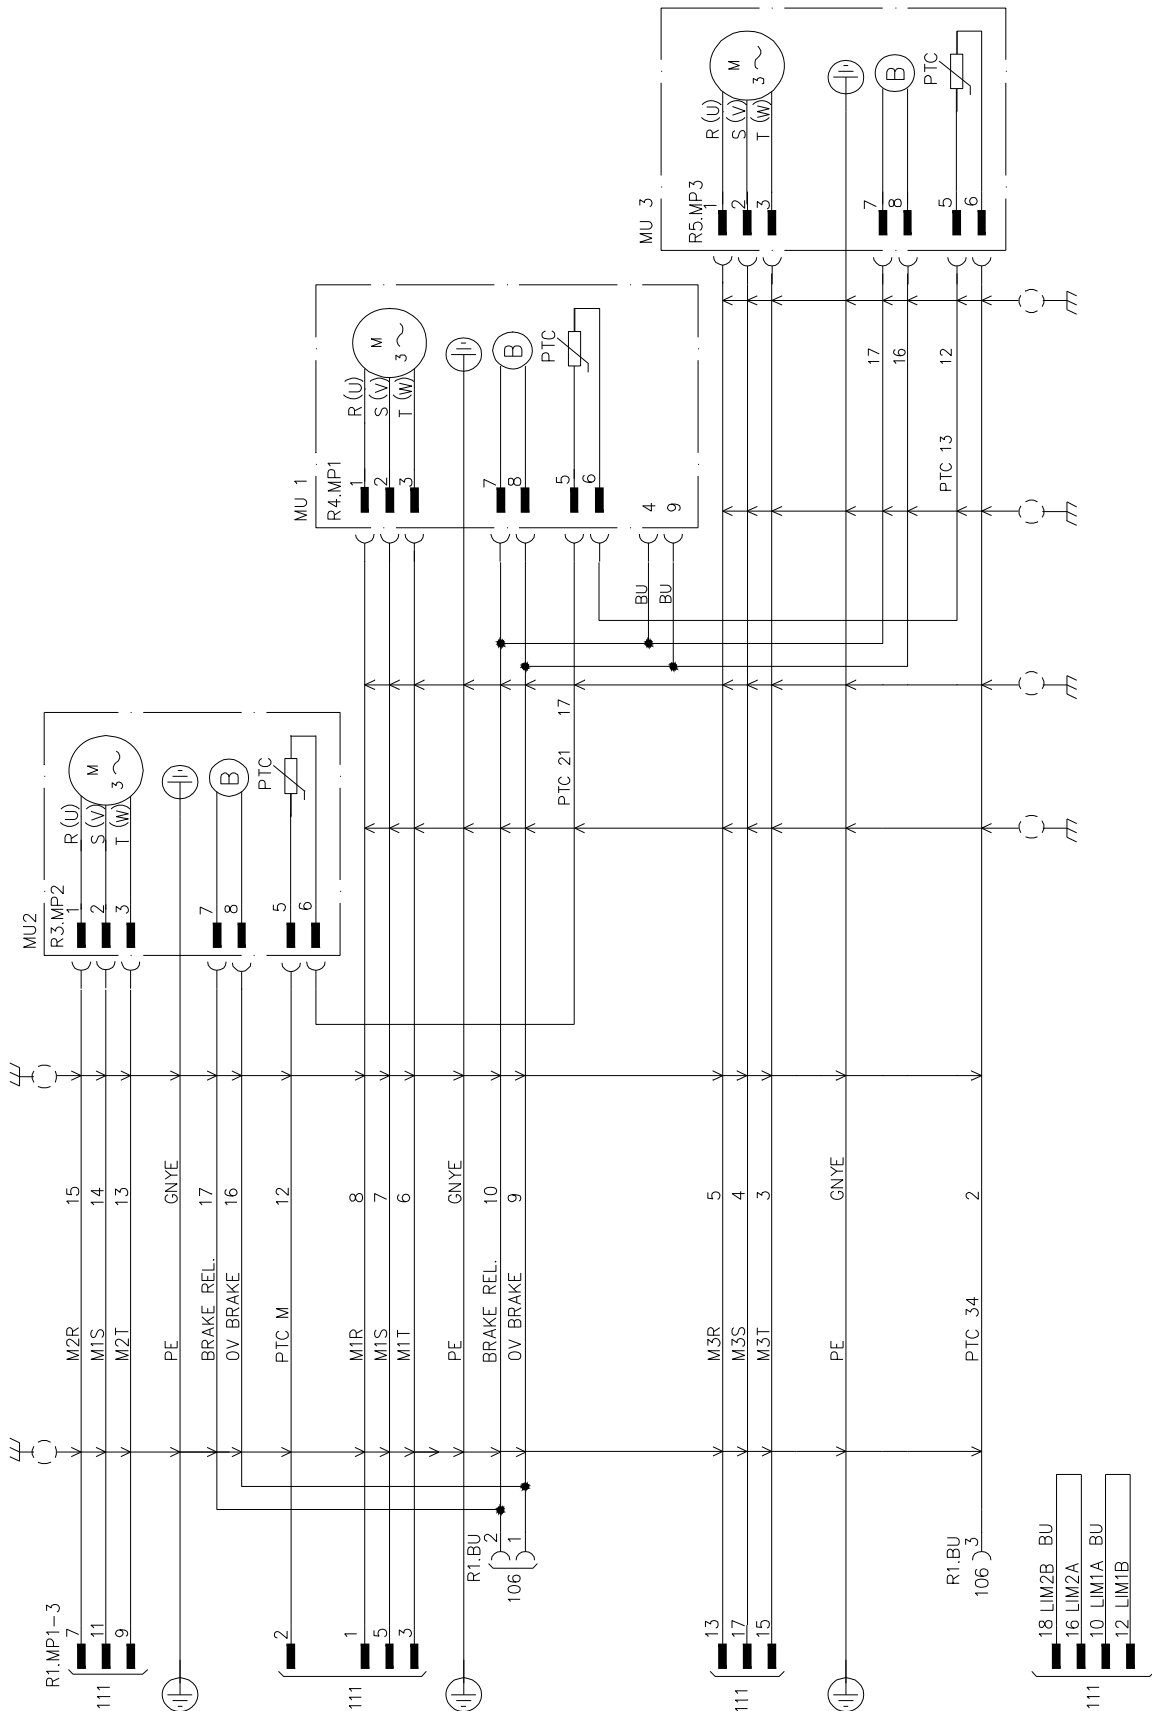 MU 3
R5.MP3
M
3
R (U)
S (V)
T (W)
B
PTC
1
2
3
7
8
5
6
17
16
12
PTC 13
MU 1
R4.MP1
M
3
R (U)
S (V)
T (W)
B
PTC
1
2
3
7
8
5
6
4
9
BU
BU
17
PTC 21
MU2
R3.MP2
M
3
R (U)
S (V)
T (W)
B
PTC
1
2
3
7
8
5
6
15
14
13
GNYE
17
16
12
8
7
6
GNYE
10
9
5
4
3
GNYE
2
M2R
M1S
M2T
PE
BRAKE REL.
0V BRAKE
PTC M
M1R
M1S
M1T
PE
BRAKE REL.
0V BRAKE
M3R
M3S
M3T
PE
PTC 34
R1.BU
2
1
106
R1.BU
3
106
R1.MP1-3
7
11
9
111
2
1
5
3
111
13
17
15
111
18 LIM2B BU
16 LIM2A
10 LIM1A BU
12 LIM1B
111